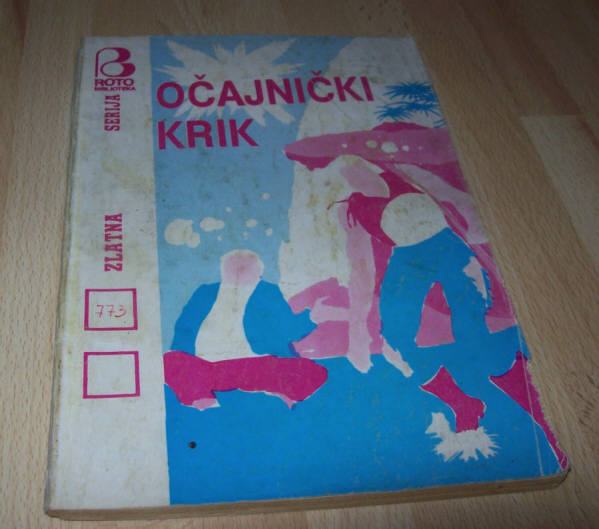 ROTO
BIBLIOTEKA
ZLATNA SERIJA
773
OČAJNIČKI
KRIK